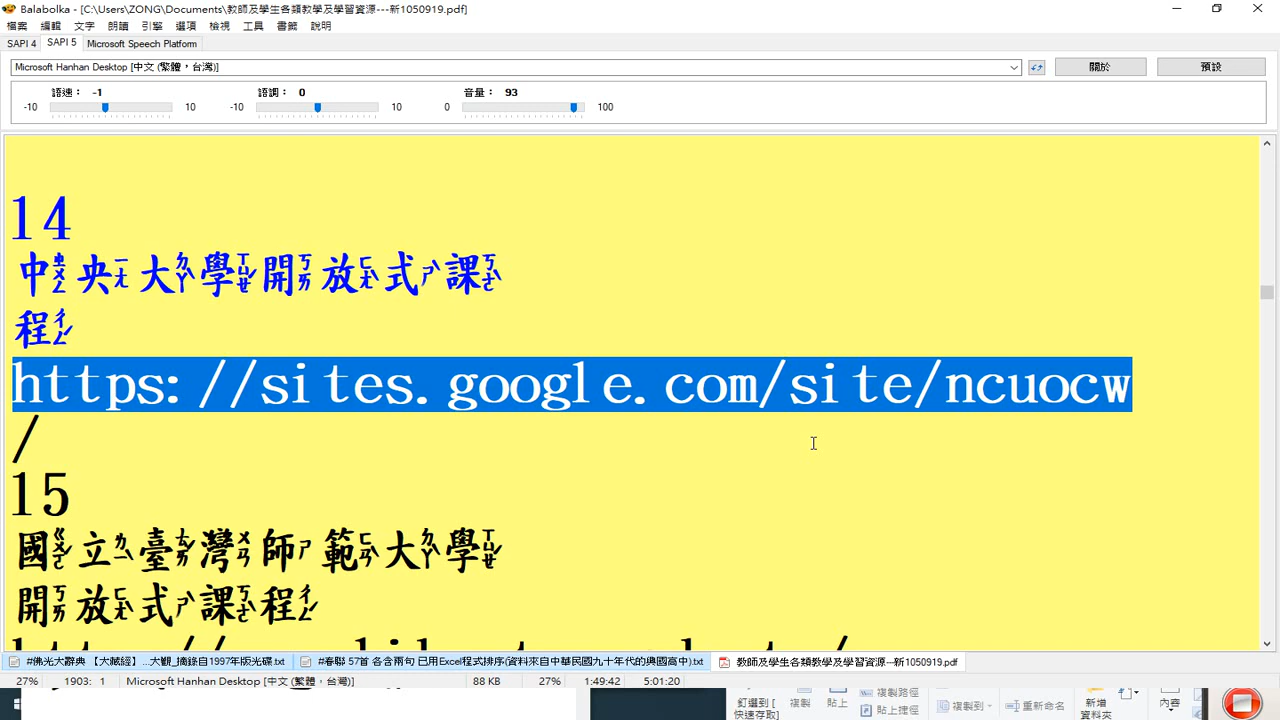 Balabolka - [C:\Users\ZONG\Documents\教師及學生各類教學及學習資源---新1050919.pdf]
檔案 編輯 文字 朗讀 引擎 選項 檢視 工具 書籤 說明
SAPI 4 SAPI 5 Microsoft Speech Platform
Microsoft Hanhan Desktop [中文 (繁體，台灣)] 關於 預設
語速： -1 語調： 0 音量： 93
-10 10 -10 10 0 100
14
中央大學開放式課
程
https://sites.google.com/site/ncuocw
/
15
國立臺灣師範大學
開放式課程
#佛光大辭典 【大藏經】...大觀_摘錄自1997年版光碟.txt #春聯 57首 各含兩句 已用Excel程式排序(資料來自中華民國九十年代的興國高中).txt 教師及學生各類教學及學習資源---新1050919.pdf
27% 1903: 1 Microsoft Hanhan Desktop [中文 (繁體，台灣)] 88 KB 27% 1:49:42 5:01:20
釘選到 [ 複製 貼上 複製路徑 新增 內容
快速存取] 貼上捷徑 複製到 重新命名 資料夾